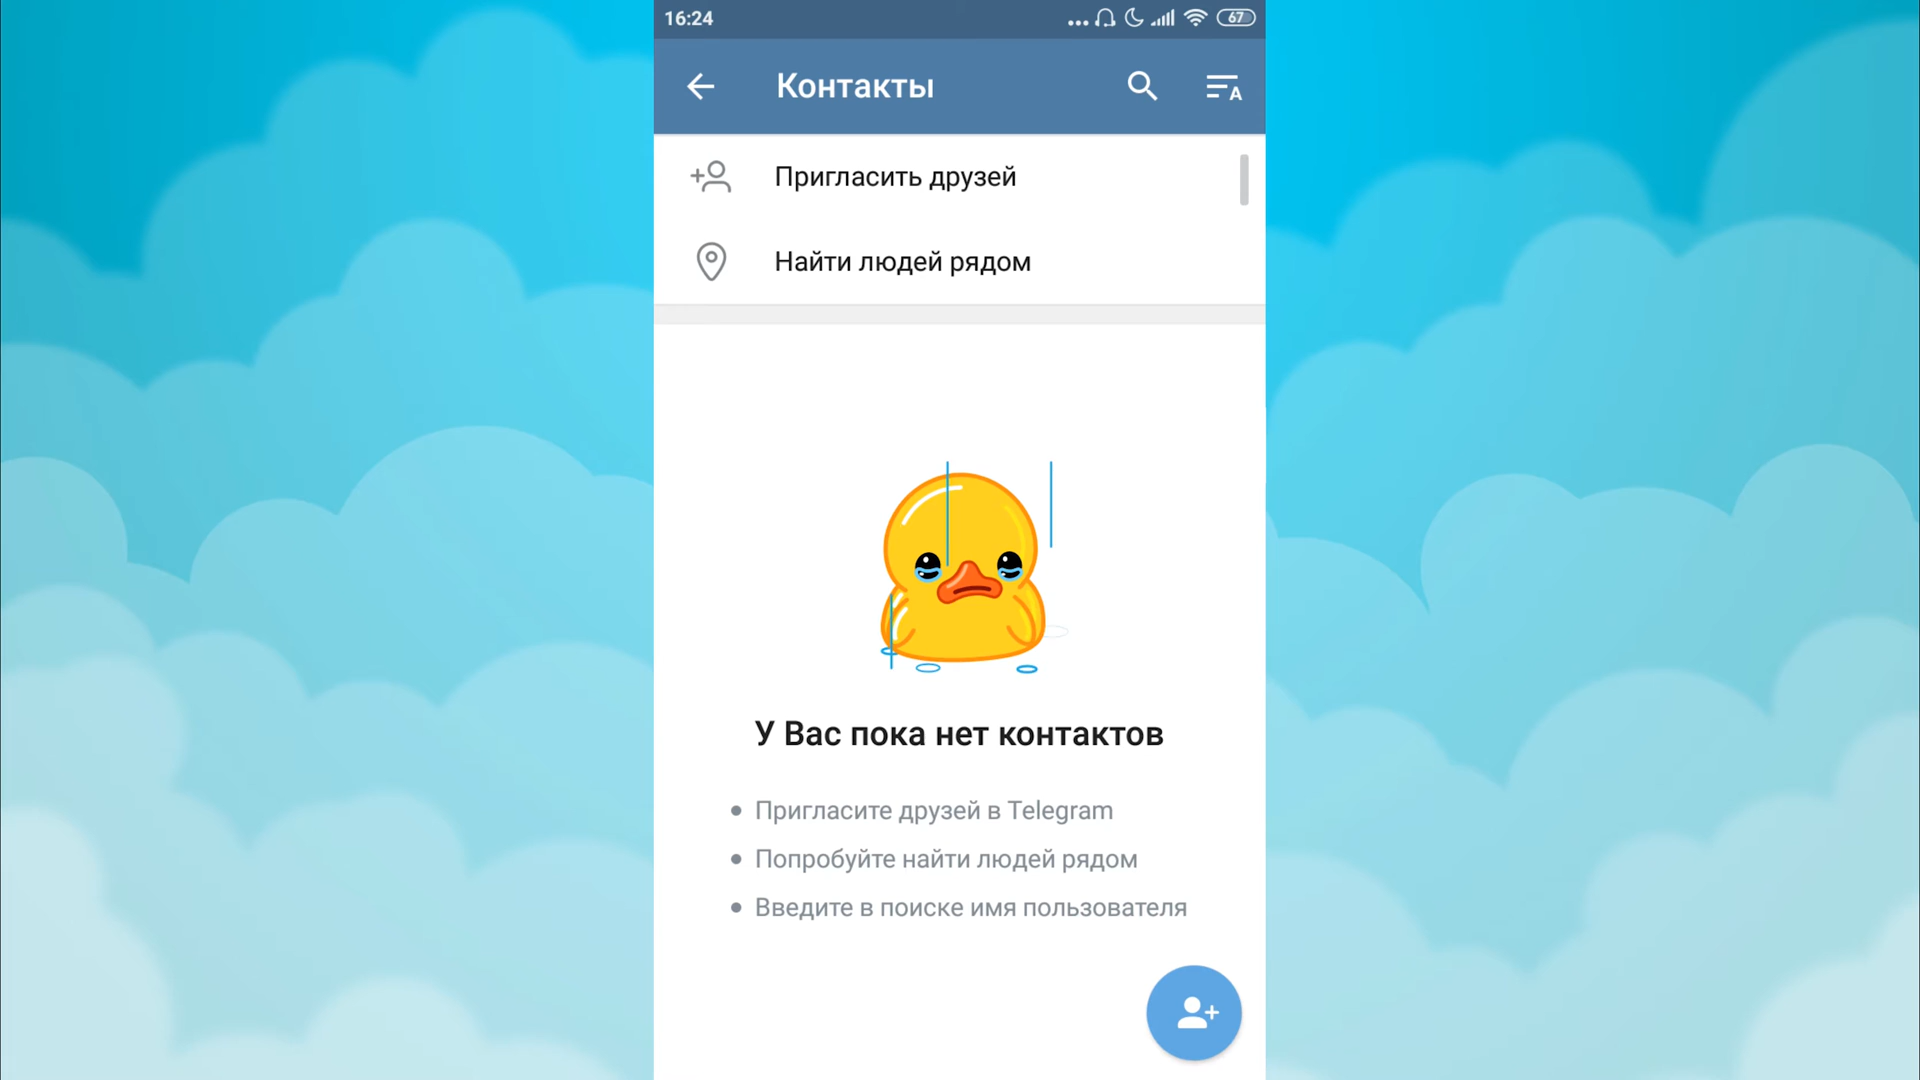 16:24
67
Контакты
Пригласить друзей
Найти людей рядом
У Вас пока нет контактов
• Пригласите друзей в Telegram
• Попробуйте найти людей рядом
• Введите в поиске имя пользователя